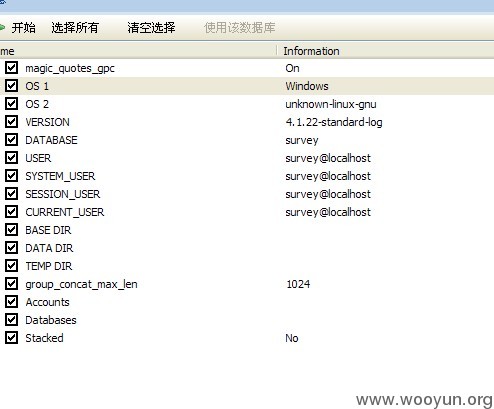 开始 选择所有 清空选择 使用该数据库
me Information
magic_quotes_gpc On
OS 1 Windows
OS 2 unknown-linux-gnu
VERSION 4.1.22-standard-log
DATABASE survey
USER survey@localhost
SYSTEM_USER survey@localhost
SESSION_USER survey@localhost
CURRENT_USER survey@localhost
BASE DIR
DATA DIR
TEMP DIR
group_concat_max_len 1024
Accounts
Databases
Stacked No
www.wooyun.org